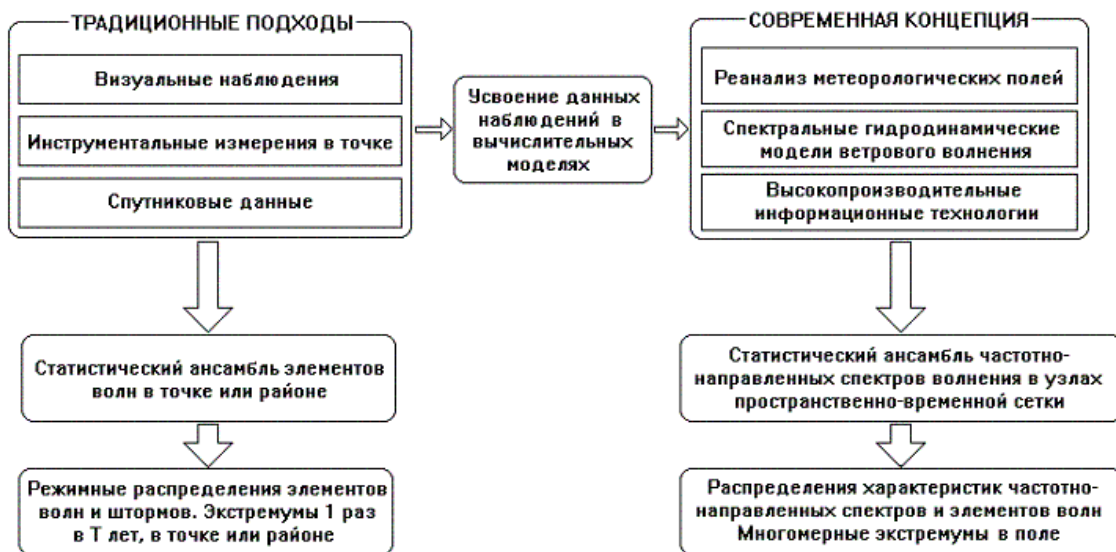 ТРАДИЦИОННЫЕ ПОДХОДЫ
Визуальные наблюдения
Инструментальные измерения в точке
Спутниковые данные
Усвоение данных
наблюдений в
вычислительных
моделях
СОВРЕМЕННАЯ КОНЦЕПЦИЯ
Реанализ метеорологических полей
Спектральные гидродинамические
модели ветрового волнения
Высокопроизводительные
информационные технологии
Статистический ансамбль элементов
волн в точке или районе
Статистический ансамбль частотно-
направленных спектров волнения в узлах
пространственно-временной сетки
Режимные распределения элементов
волн и штормов. Экстремумы 1 раз
в Т лет, в точке или районе
Распределения характеристик частотно-
направленных спектров и элементов волн
Многомерные экстремумы в поле